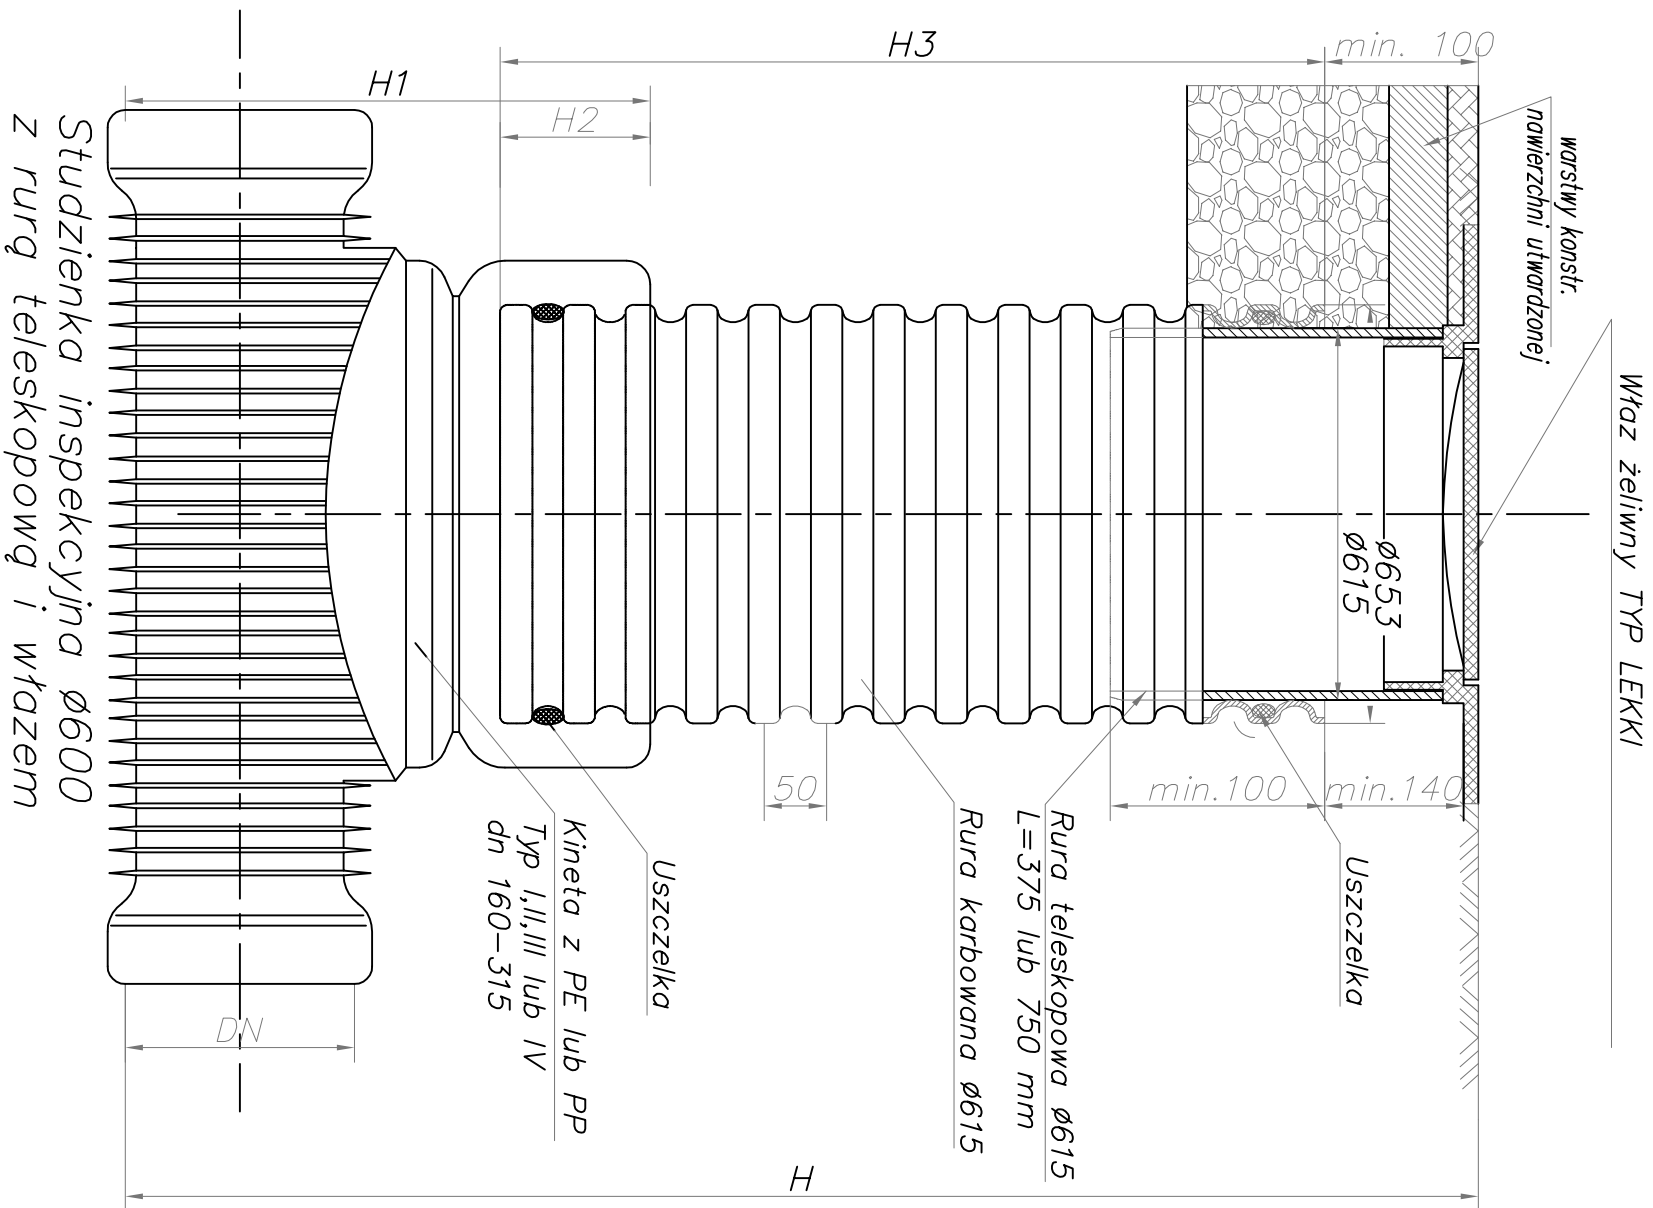 Właz żeliwny TYP LEKKI
warstwy konstr.
nawierzchni utwardzonej
min. 100
H3
H1
H2
ø653
ø615
min.140
min.100
50
Uszczelka
Rura teleskopowa ø615
L=375 lub 750 mm
Rura karbowana ø615
Uszczelka
Kineta z PE lub PP
Typ I,II,III lub IV
dn 160-315
DN
H
Studzienka inspekcyjna ø600
z rurą teleskopową i włazem